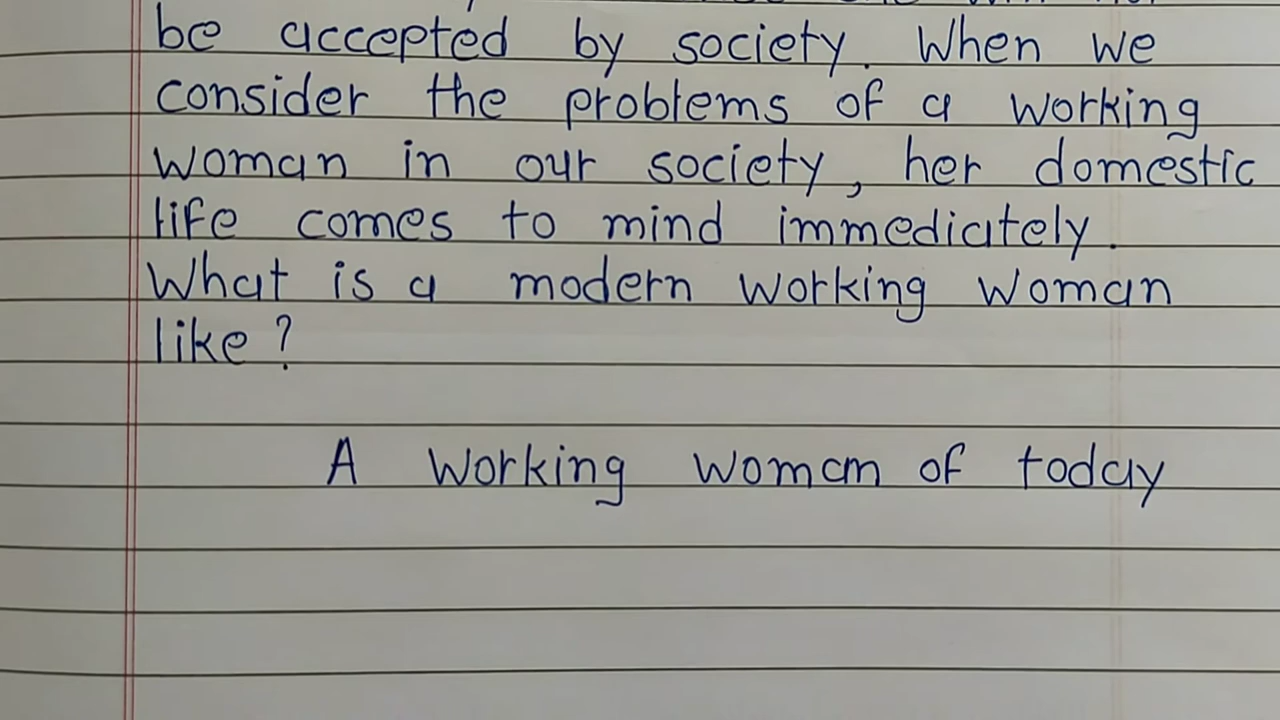 be accepted by society. When we
consider the problems of a working
woman in our society, her domestic
life comes to mind immediately.
What is a modern working woman
like?
A working woman of today